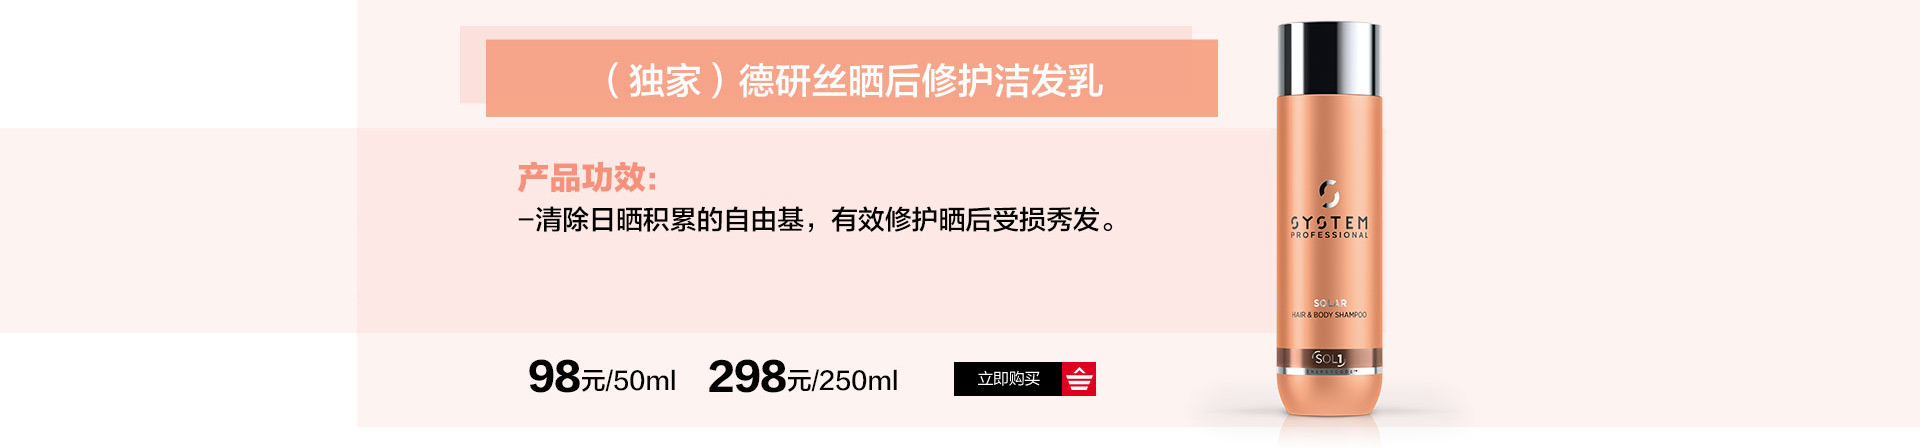 （独家）德研丝晒后修护洁发乳
产品功效:
-清除日晒积累的自由基，有效修护晒后受损秀发。
98元/50ml 298元/250ml 立即购买
SYSTEM
PROFESSIONAL
SOLAR
HAIR & BODY SHAMPOO
SOL1
ENERGYCODE™